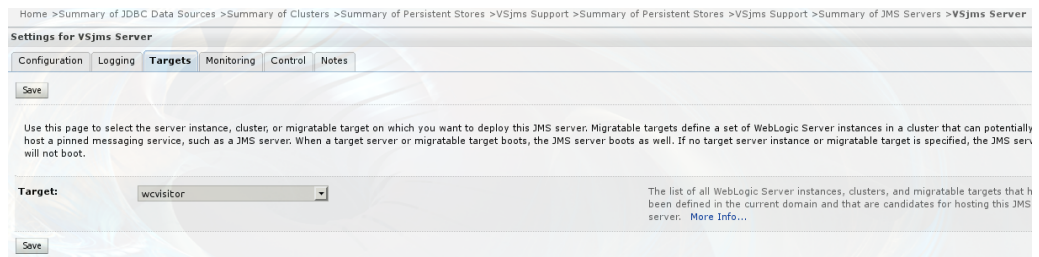 Home >Summary of JDBC Data Sources >Summary of Clusters >Summary of Persistent Stores >VSjms Support >Summary of Persistent Stores >VSjms Support >Summary of JMS Servers >VSjms Server
Settings for VSjms Server
Configuration Logging Targets Monitoring Control Notes
Save
Use this page to select the server instance, cluster, or migratable target on which you want to deploy this JMS server. Migratable targets define a set of WebLogic Server instances in a cluster that can potentially
host a pinned messaging service, such as a JMS server. When a target server or migratable target boots, the JMS server boots as well. If no target server instance or migratable target is specified, the JMS serv
will not boot.
Target: wcvisitor The list of all WebLogic Server instances, clusters, and migratable targets that h
been defined in the current domain and that are candidates for hosting this JMS
server. More Info...
Save